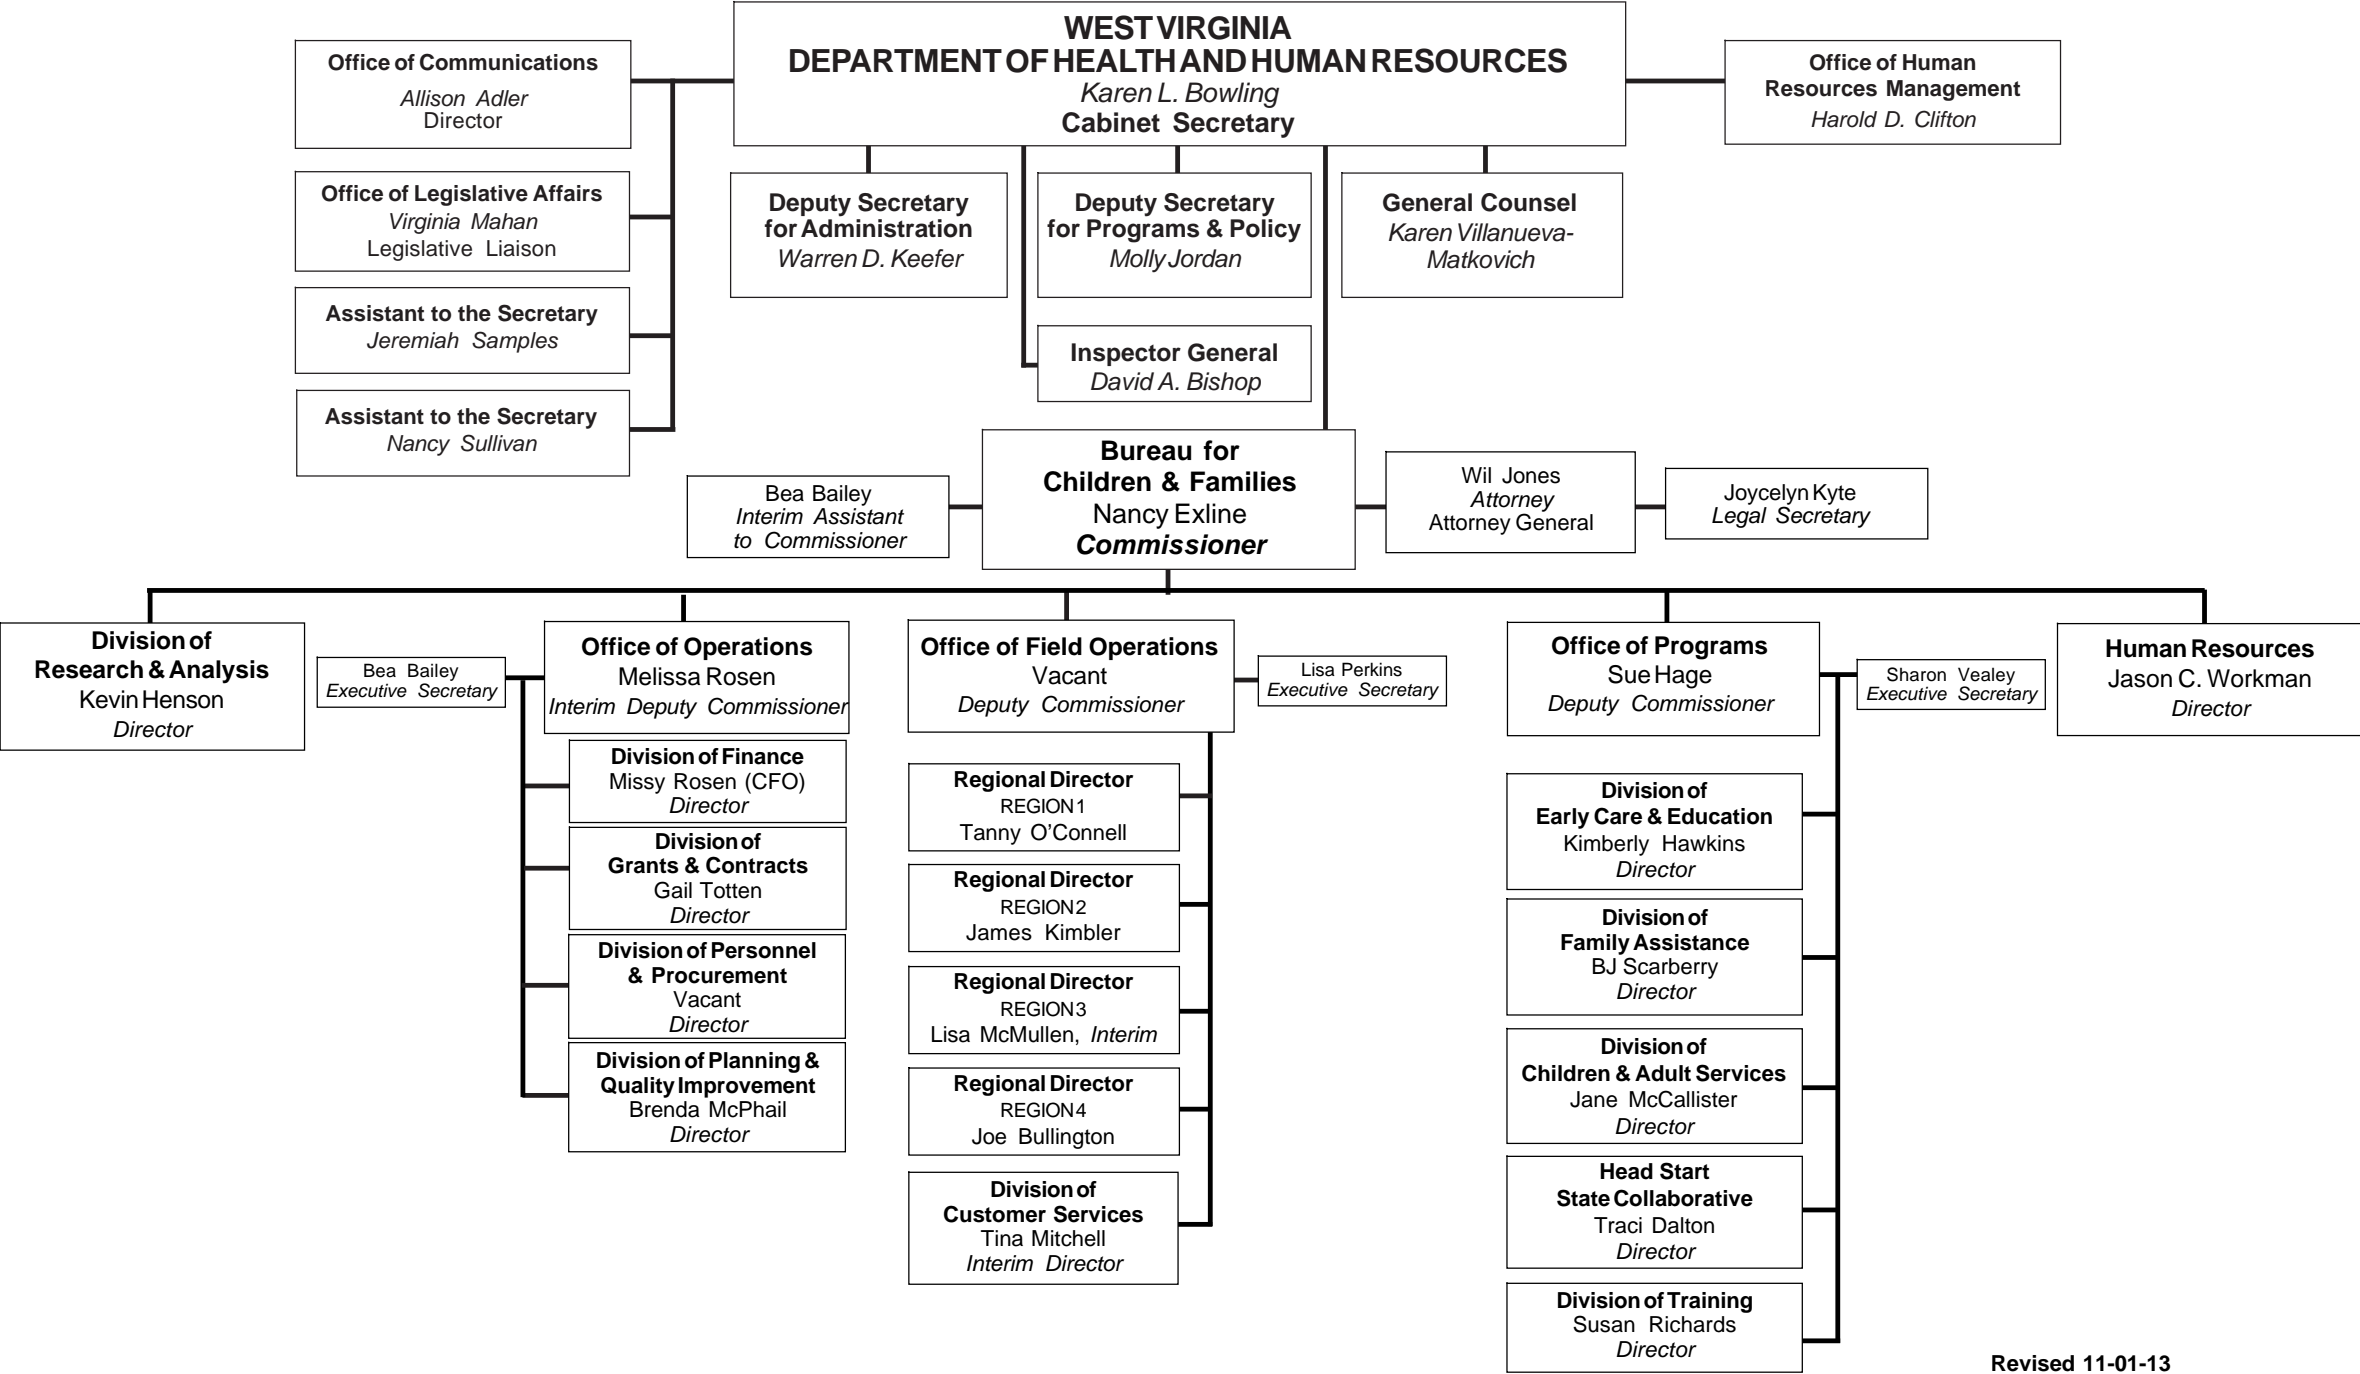 WEST VIRGINIA
DEPARTMENT OF HEALTH AND HUMAN RESOURCES
Karen L. Bowling
Cabinet Secretary
Office of Communications
Allison Adler
Director
Office of Human
Resources Management
Harold D. Clifton
Office of Legislative Affairs
Virginia Mahan
Legislative Liaison
Assistant to the Secretary
Jeremiah Samples
Assistant to the Secretary
Nancy Sullivan
Deputy Secretary
for Administration
Warren D. Keefer
Deputy Secretary
for Programs & Policy
Molly Jordan
General Counsel
Karen Villanueva-
Matkovich
Inspector General
David A. Bishop
Bureau for
Children & Families
Nancy Exline
Commissioner
Bea Bailey
Interim Assistant
to Commissioner
Wil Jones
Attorney
Attorney General
Joycelyn Kyte
Legal Secretary
Division of
Research & Analysis
Kevin Henson
Director
Bea Bailey
Executive Secretary
Office of Operations
Melissa Rosen
Interim Deputy Commissioner
Division of Finance
Missy Rosen (CFO)
Director
Division of
Grants & Contracts
Gail Totten
Director
Division of Personnel
& Procurement
Vacant
Director
Division of Planning &
Quality Improvement
Brenda McPhail
Director
Office of Field Operations
Vacant
Deputy Commissioner
Lisa Perkins
Executive Secretary
Regional Director
REGION 1
Tanny O'Connell
Regional Director
REGION 2
James Kimbler
Regional Director
REGION 3
Lisa McMullen, Interim
Regional Director
REGION 4
Joe Bullington
Division of
Customer Services
Tina Mitchell
Interim Director
Office of Programs
Sue Hage
Deputy Commissioner
Sharon Vealey
Executive Secretary
Division of
Early Care & Education
Kimberly Hawkins
Director
Division of
Family Assistance
BJ Scarberry
Director
Division of
Children & Adult Services
Jane McCallister
Director
Head Start
State Collaborative
Traci Dalton
Director
Division of Training
Susan Richards
Director
Human Resources
Jason C. Workman
Director
Revised 11-01-13